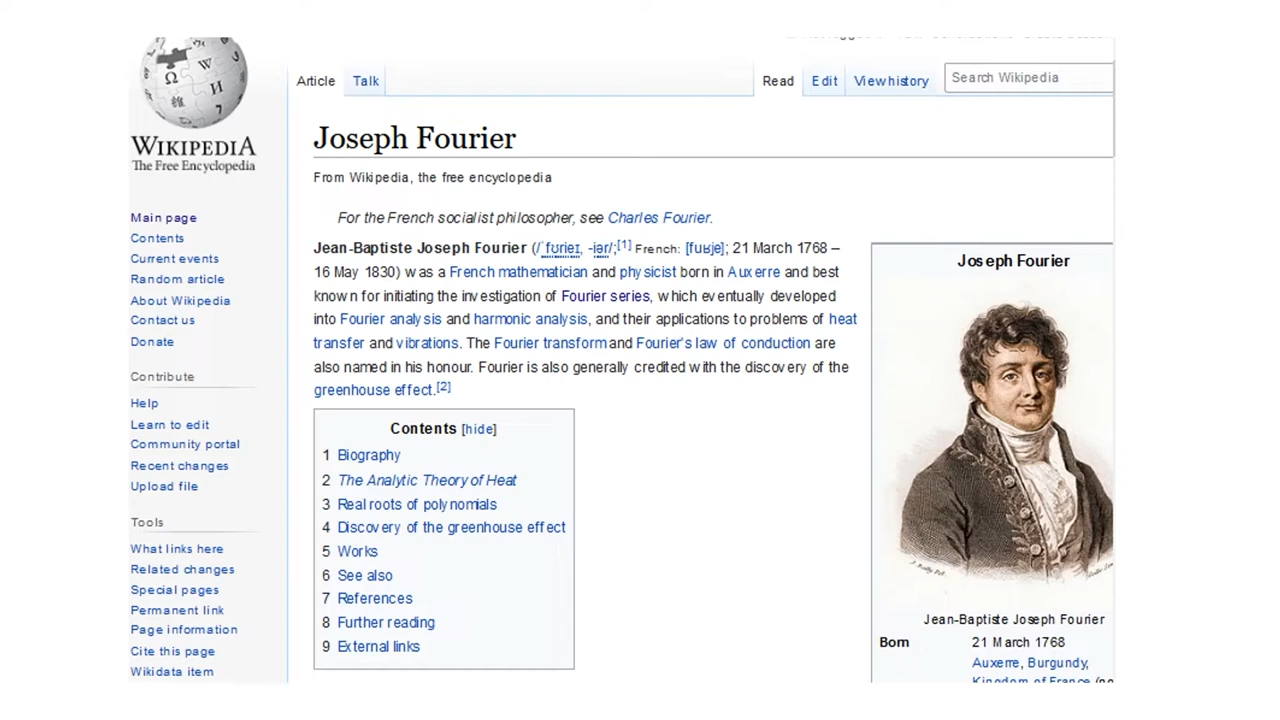 Article
Talk
Read
Edit
View history
Search Wikipedia
WIKIPEDIA
The Free Encyclopedia
Main page
Contents
Current events
Random article
About Wikipedia
Contact us
Donate
Contribute
Help
Learn to edit
Community portal
Recent changes
Upload file
Tools
What links here
Related changes
Special pages
Permanent link
Page information
Cite this page
Wikidata item
Joseph Fourier
From Wikipedia, the free encyclopedia
For the French socialist philosopher, see Charles Fourier.
Jean-Baptiste Joseph Fourier (/ˈfʊrieɪ, -iər/;[1] French: [fuʁje]; 21 March 1768 –
16 May 1830) was a French mathematician and physicist born in Auxerre and best
known for initiating the investigation of Fourier series, which eventually developed
into Fourier analysis and harmonic analysis, and their applications to problems of heat
transfer and vibrations. The Fourier transform and Fourier's law of conduction are
also named in his honour. Fourier is also generally credited with the discovery of the
greenhouse effect.[2]
Contents [hide]
1 Biography
2 The Analytic Theory of Heat
3 Real roots of polynomials
4 Discovery of the greenhouse effect
5 Works
6 See also
7 References
8 Further reading
9 External links
Joseph Fourier
Jean-Baptiste Joseph Fourier
Born 21 March 1768
Auxerre, Burgundy,
Kingdom of France